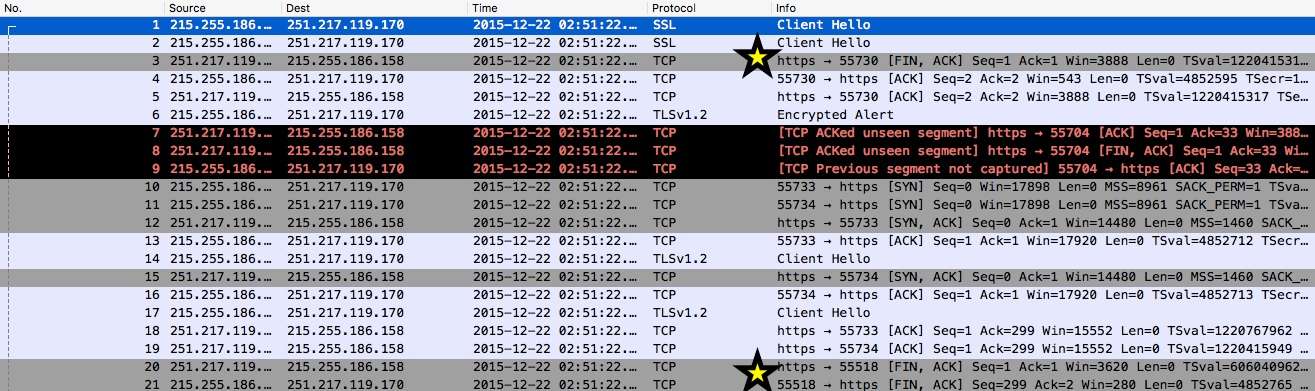 No. Source Dest Time Protocol Info
1 215.255.186.... 251.217.119.170 2015-12-22 02:51:22.... SSL Client Hello
2 215.255.186.... 251.217.119.170 2015-12-22 02:51:22.... SSL Client Hello
3 251.217.119.... 215.255.186.158 2015-12-22 02:51:22.... TCP https → 55730 [FIN, ACK] Seq=1 Ack=1 Win=3888 Len=0 TSval=122041531...
4 215.255.186.... 251.217.119.170 2015-12-22 02:51:22.... TCP 55730 → https [ACK] Seq=2 Ack=2 Win=543 Len=0 TSval=4852595 TSecr=1...
5 251.217.119.... 215.255.186.158 2015-12-22 02:51:22.... TCP https → 55730 [ACK] Seq=2 Ack=2 Win=3888 Len=0 TSval=1220415317 TSe...
6 251.217.119.... 215.255.186.158 2015-12-22 02:51:22.... TLSv1.2 Encrypted Alert
7 251.217.119.... 215.255.186.158 2015-12-22 02:51:22.... TCP [TCP ACKed unseen segment] https → 55704 [ACK] Seq=1 Ack=33 Win=388...
8 251.217.119.... 215.255.186.158 2015-12-22 02:51:22.... TCP [TCP ACKed unseen segment] https → 55704 [FIN, ACK] Seq=1 Ack=33 Wi...
9 215.255.186.... 251.217.119.170 2015-12-22 02:51:22.... TCP [TCP Previous segment not captured] 55704 → https [ACK] Seq=33 Ack=...
10 215.255.186.... 251.217.119.170 2015-12-22 02:51:22.... TCP 55733 → https [SYN] Seq=0 Win=17898 Len=0 MSS=8961 SACK_PERM=1 TSva...
11 215.255.186.... 251.217.119.170 2015-12-22 02:51:22.... TCP 55734 → https [SYN] Seq=0 Win=17898 Len=0 MSS=8961 SACK_PERM=1 TSva...
12 251.217.119.... 215.255.186.158 2015-12-22 02:51:22.... TCP https → 55733 [SYN, ACK] Seq=0 Ack=1 Win=14480 Len=0 MSS=1460 SACK_...
13 215.255.186.... 251.217.119.170 2015-12-22 02:51:22.... TCP 55733 → https [ACK] Seq=1 Ack=1 Win=17920 Len=0 TSval=4852712 TSecr...
14 215.255.186.... 251.217.119.170 2015-12-22 02:51:22.... TLSv1.2 Client Hello
15 251.217.119.... 215.255.186.158 2015-12-22 02:51:22.... TCP https → 55734 [SYN, ACK] Seq=0 Ack=1 Win=14480 Len=0 MSS=1460 SACK_...
16 215.255.186.... 251.217.119.170 2015-12-22 02:51:22.... TCP 55734 → https [ACK] Seq=1 Ack=1 Win=17920 Len=0 TSval=4852713 TSecr...
17 215.255.186.... 251.217.119.170 2015-12-22 02:51:22.... TLSv1.2 Client Hello
18 251.217.119.... 215.255.186.158 2015-12-22 02:51:22.... TCP https → 55733 [ACK] Seq=1 Ack=299 Win=15552 Len=0 TSval=1220767962 ...
19 251.217.119.... 215.255.186.158 2015-12-22 02:51:22.... TCP https → 55734 [ACK] Seq=1 Ack=299 Win=15552 Len=0 TSval=1220415949 ...
20 251.217.119.... 215.255.186.158 2015-12-22 02:51:22.... TCP https → 55518 [FIN, ACK] Seq=1 Ack=1 Win=3620 Len=0 TSval=606040962...
21 215.255.186.... 251.217.119.170 2015-12-22 02:51:22.... TCP 55518 → https [FIN, ACK] Seq=299 Ack=2 Win=280 Len=0 TSval=4852765 ...